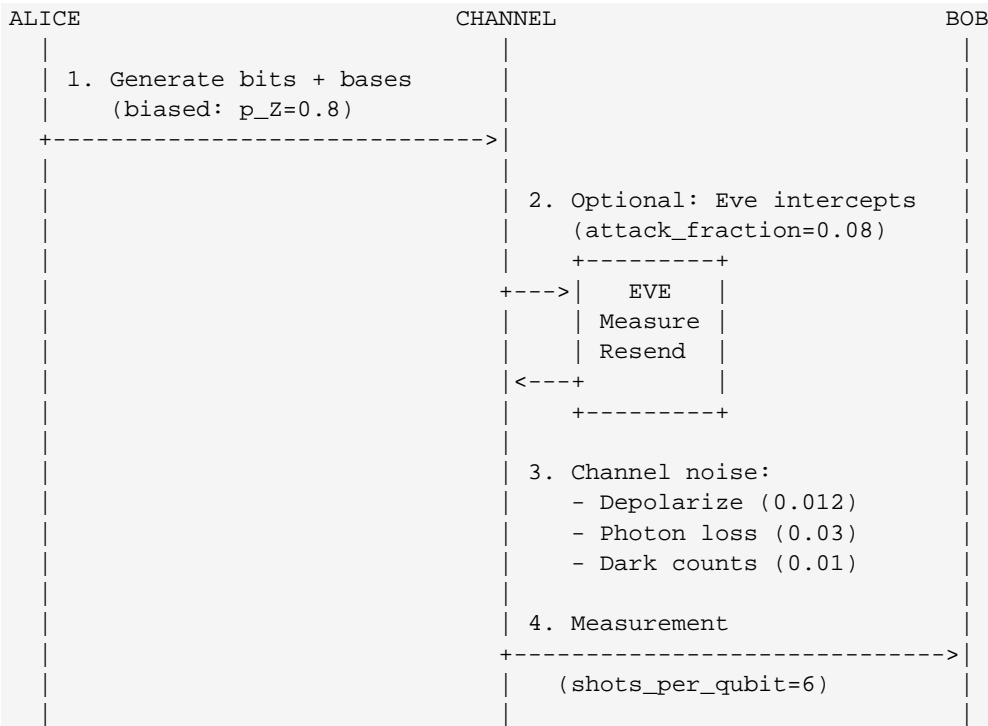 ALICE CHANNEL BOB
1. Generate bits + bases
(biased: p_Z=0.8)
2. Optional: Eve intercepts
(attack_fraction=0.08)
EVE
Measure
Resend
3. Channel noise:
- Depolarize (0.012)
- Photon loss (0.03)
- Dark counts (0.01)
4. Measurement
(shots_per_qubit=6)